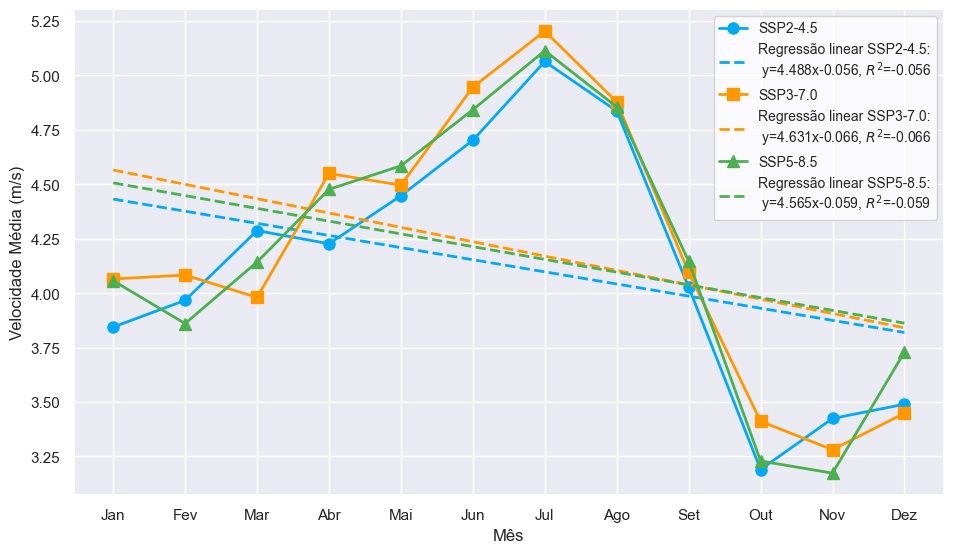 5.25
5.00
4.75
4.50
4.25
4.00
3.75
3.50
3.25
Velocidade Média (m/s)
Jan Fev Mar Abr Mai Jun Jul Ago Set Out Nov Dez
Mês
SSP2-4.5
Regressão linear SSP2-4.5:
y=4.488x-0.056, R²=-0.056
SSP3-7.0
Regressão linear SSP3-7.0:
y=4.631x-0.066, R²=-0.066
SSP5-8.5
Regressão linear SSP5-8.5:
y=4.565x-0.059, R²=-0.059